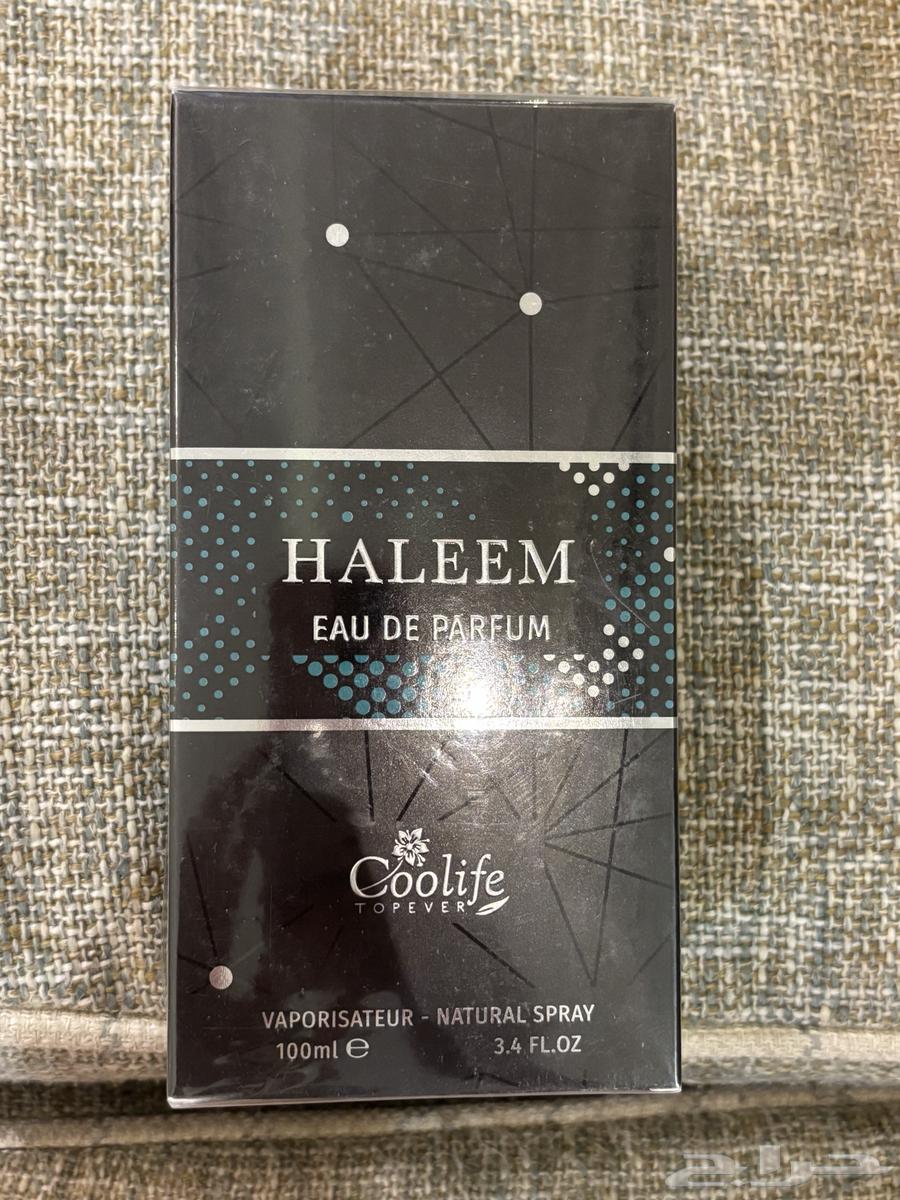 HALEEM
EAU DE PARFUM
Coolife
TOPEVER
VAPORISATEUR - NATURAL SPRAY
100ml e 3.4 FL.OZ
حراج